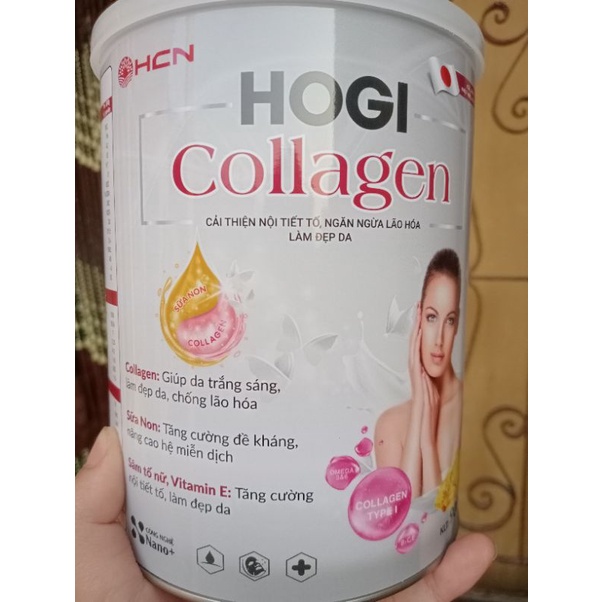 HCN
HOGI
Collagen
CẢI THIỆN NỘI TIẾT TỐ, NGĂN NGỪA LÃO HÓA
LÀM ĐẸP DA
SỮA NON
COLLAGEN
Collagen: Giúp da trắng sáng,
làm đẹp da, chống lão hóa
Sữa Non: Tăng cường đề kháng,
nâng cao hệ miễn dịch
Sâm tố nữ, Vitamin E: Tăng cường
nội tiết tố, làm đẹp da
OMEGA
COLLAGEN
TYPE I
CÔNG NGHỆ
Nano+